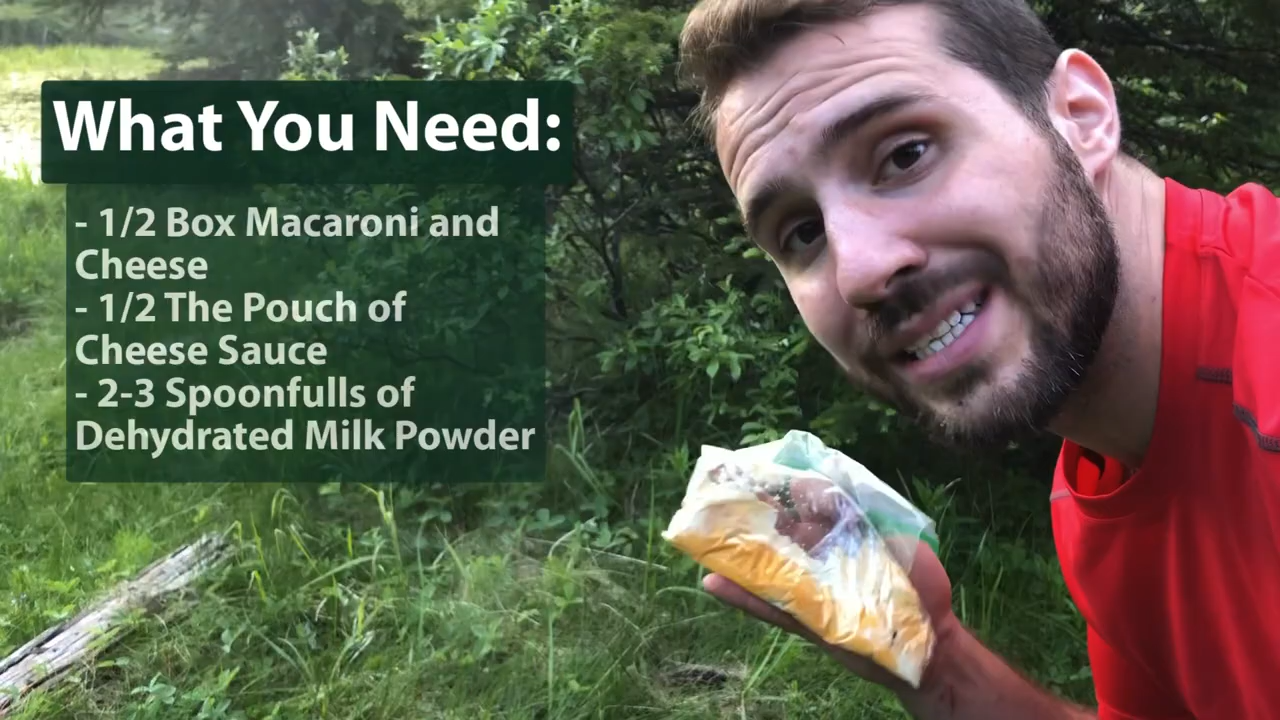 What You Need:
- 1/2 Box Macaroni and
Cheese
- 1/2 The Pouch of
Cheese Sauce
- 2-3 Spoonfulls of
Dehydrated Milk Powder